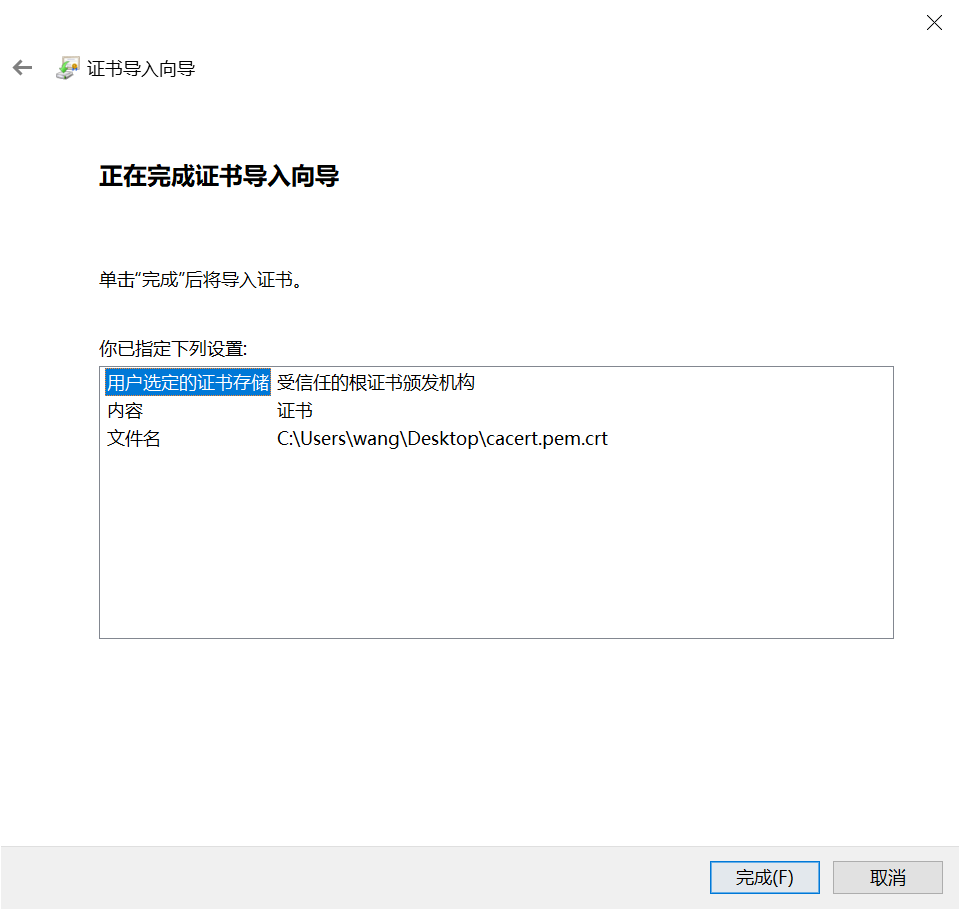 证书导入向导
正在完成证书导入向导
单击“完成”后将导入证书。
你已指定下列设置:
用户选定的证书存储 受信任的根证书颁发机构
内容 证书
文件名 C:\Users\wang\Desktop\cacert.pem.crt
完成(F) 取消